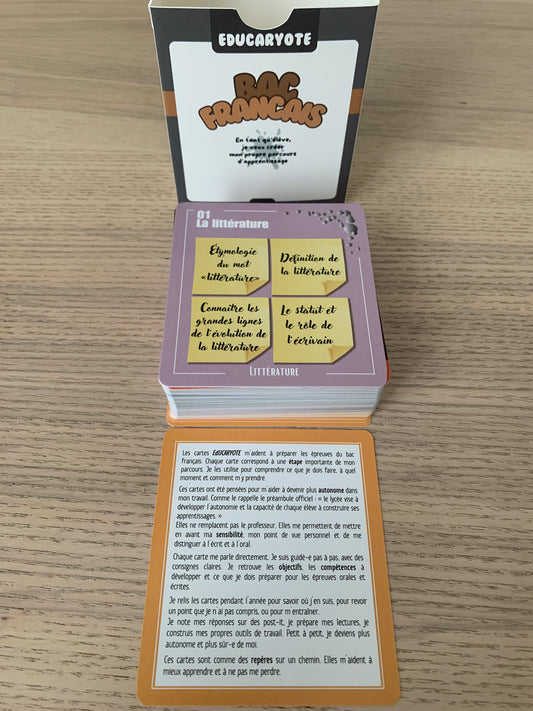 EDUCARYOTE
BAC
FRANCAIS
En tant qu'élève,
je veux créer
mon propre parcours
d'apprentissage
01
La littérature
Étymologie
du mot
«littérature»
Définition de
la littérature
Connaître les
grandes lignes
de l'évolution de
la littérature
Le statut et
le rôle de
l'écrivain
LITTÉRATURE
Les cartes EDUCARYOTE m'aident à préparer les épreuves du bac
français. Chaque carte correspond à une étape importante de mon
parcours. Je les utilise pour comprendre ce que je dois faire, à quel
moment et comment m'y prendre.
Ces cartes ont été pensées pour m'aider à devenir plus autonome dans
mon travail. Comme le rappelle le préambule officiel : « le lycée vise à
développer l'autonomie et la capacité de chaque élève à construire ses
apprentissages. »
Elles ne remplacent pas le professeur. Elles me permettent de mettre
en avant ma sensibilité, mon point de vue personnel et de me
distinguer à l'écrit et à l'oral.
Chaque carte me parle directement. Je suis guidé-e pas à pas, avec des
consignes claires. Je retrouve les objectifs, les compétences à
développer et ce que je dois préparer pour les épreuves orales et
écrites.
Je relis les cartes pendant l'année pour savoir où j'en suis, pour revoir
un point que je n'ai pas compris, ou pour m'entraîner.
Je note mes réponses sur des post-it, je prépare mes lectures, je
construis mes propres outils de travail. Petit à petit, je deviens plus
autonome et plus sûr-e de moi.
Ces cartes sont comme des repères sur un chemin. Elles m'aident à
mieux apprendre et à ne pas me perdre.